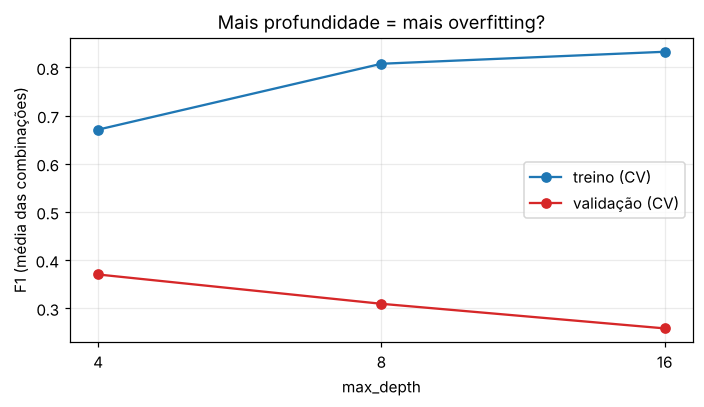 Mais profundidade = mais overfitting?
F1 (média das combinações)
0.8
0.7
0.6
0.5
0.4
0.3
treino (CV)
validação (CV)
4
8
16
max_depth